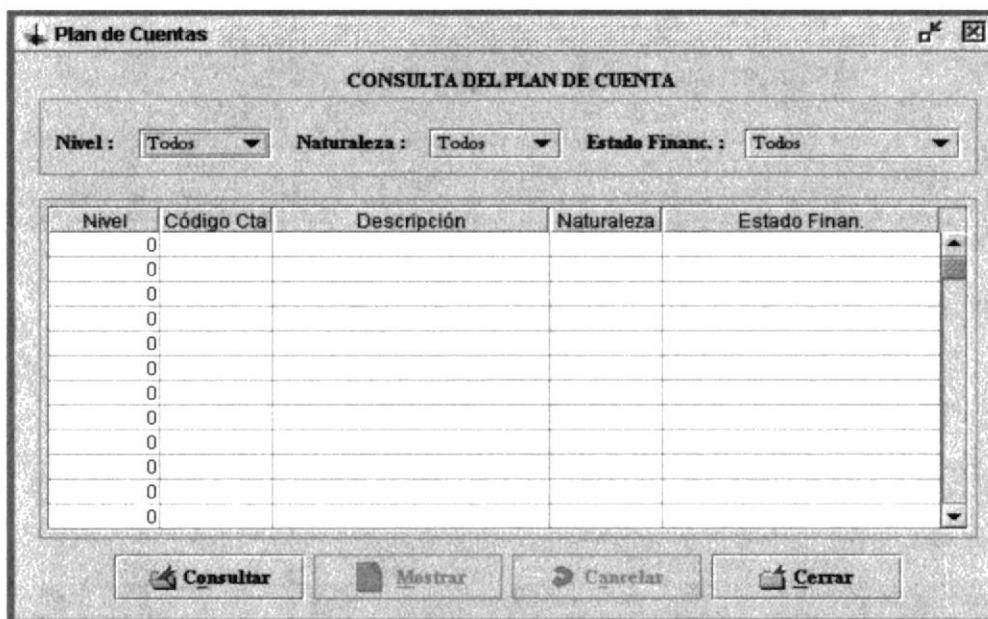 Plan de Cuentas
CONSULTA DEL PLAN DE CUENTA
Nivel : Todos Naturaleza : Todos Estado Financ. : Todos
Nivel Código Cta Descripción Naturaleza Estado Finan.
0
0
0
0
0
0
0
0
0
0
0
0
Consultar Mostrar Cancelar Cerrar